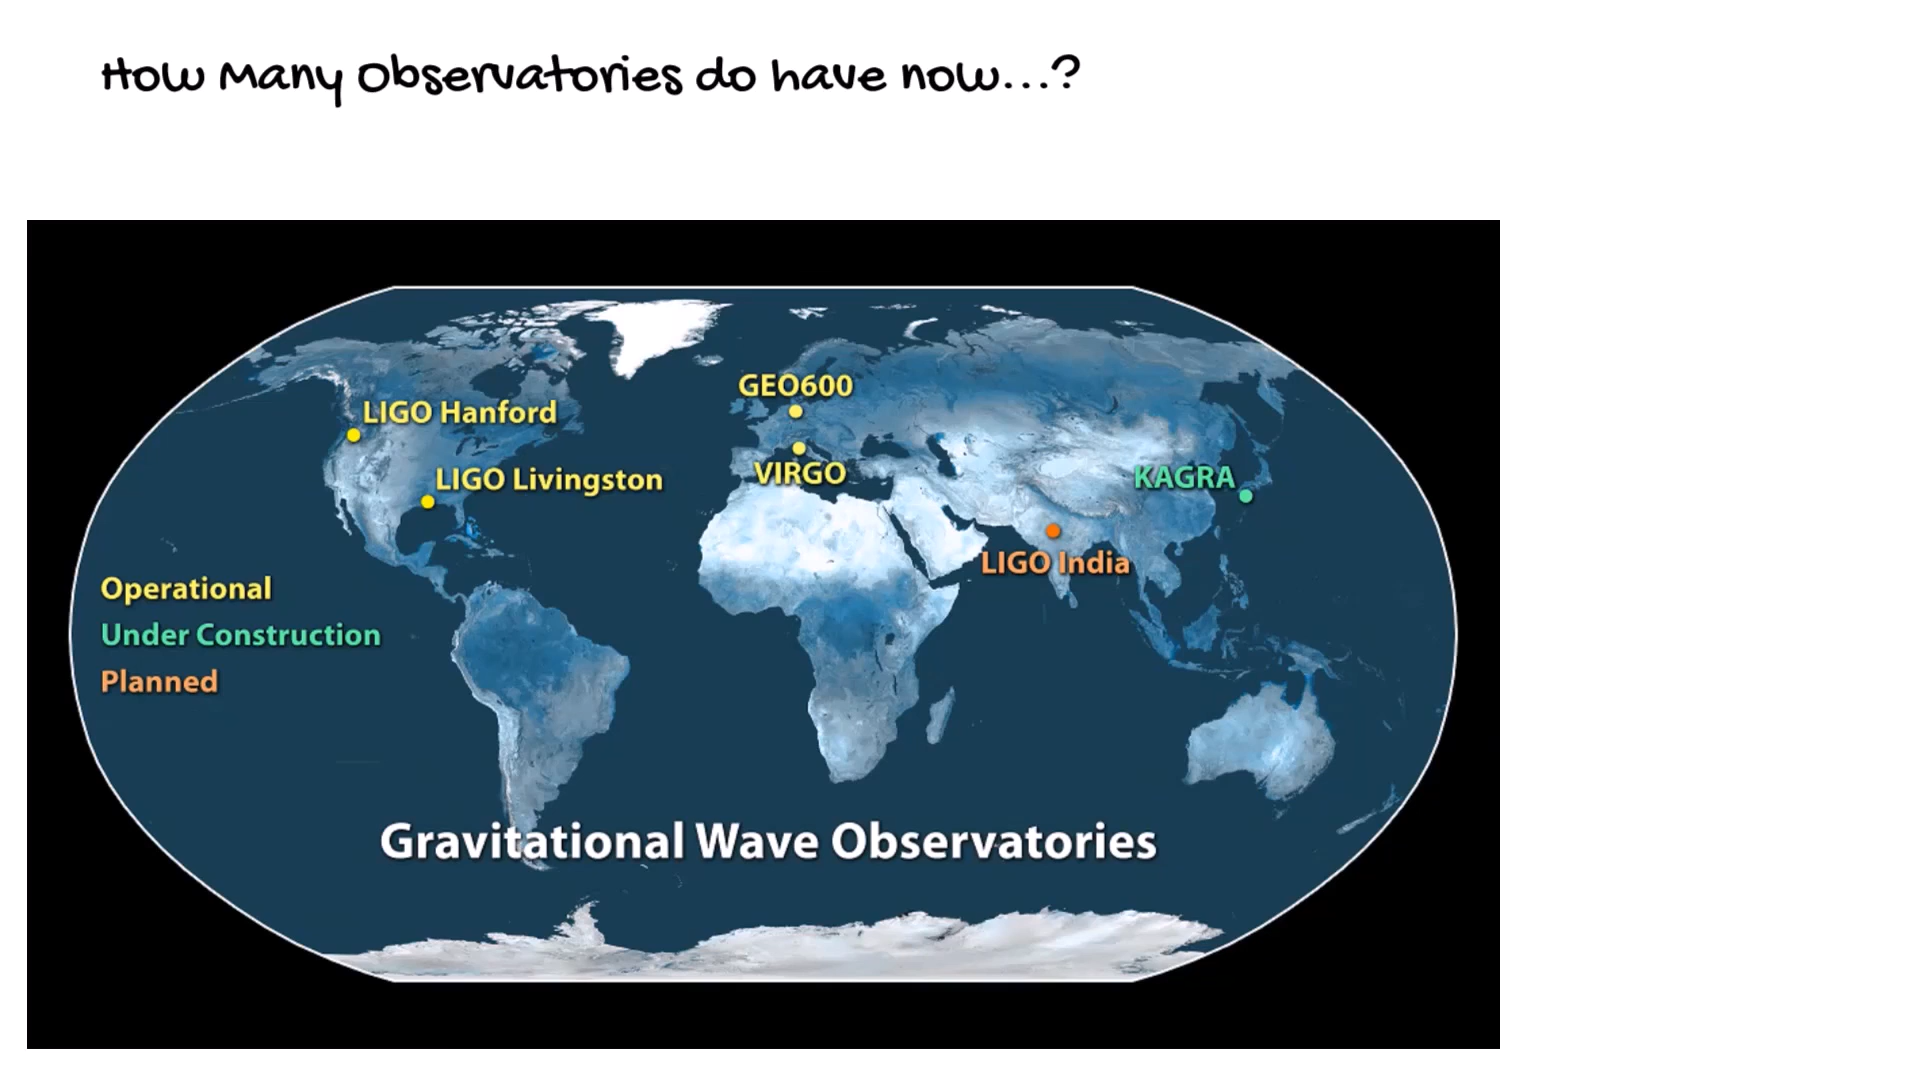 How Many Observatories do have now...?
GEO600
LIGO Hanford
VIRGO
LIGO Livingston
KAGRA
LIGO India
Operational
Under Construction
Planned
Gravitational Wave Observatories